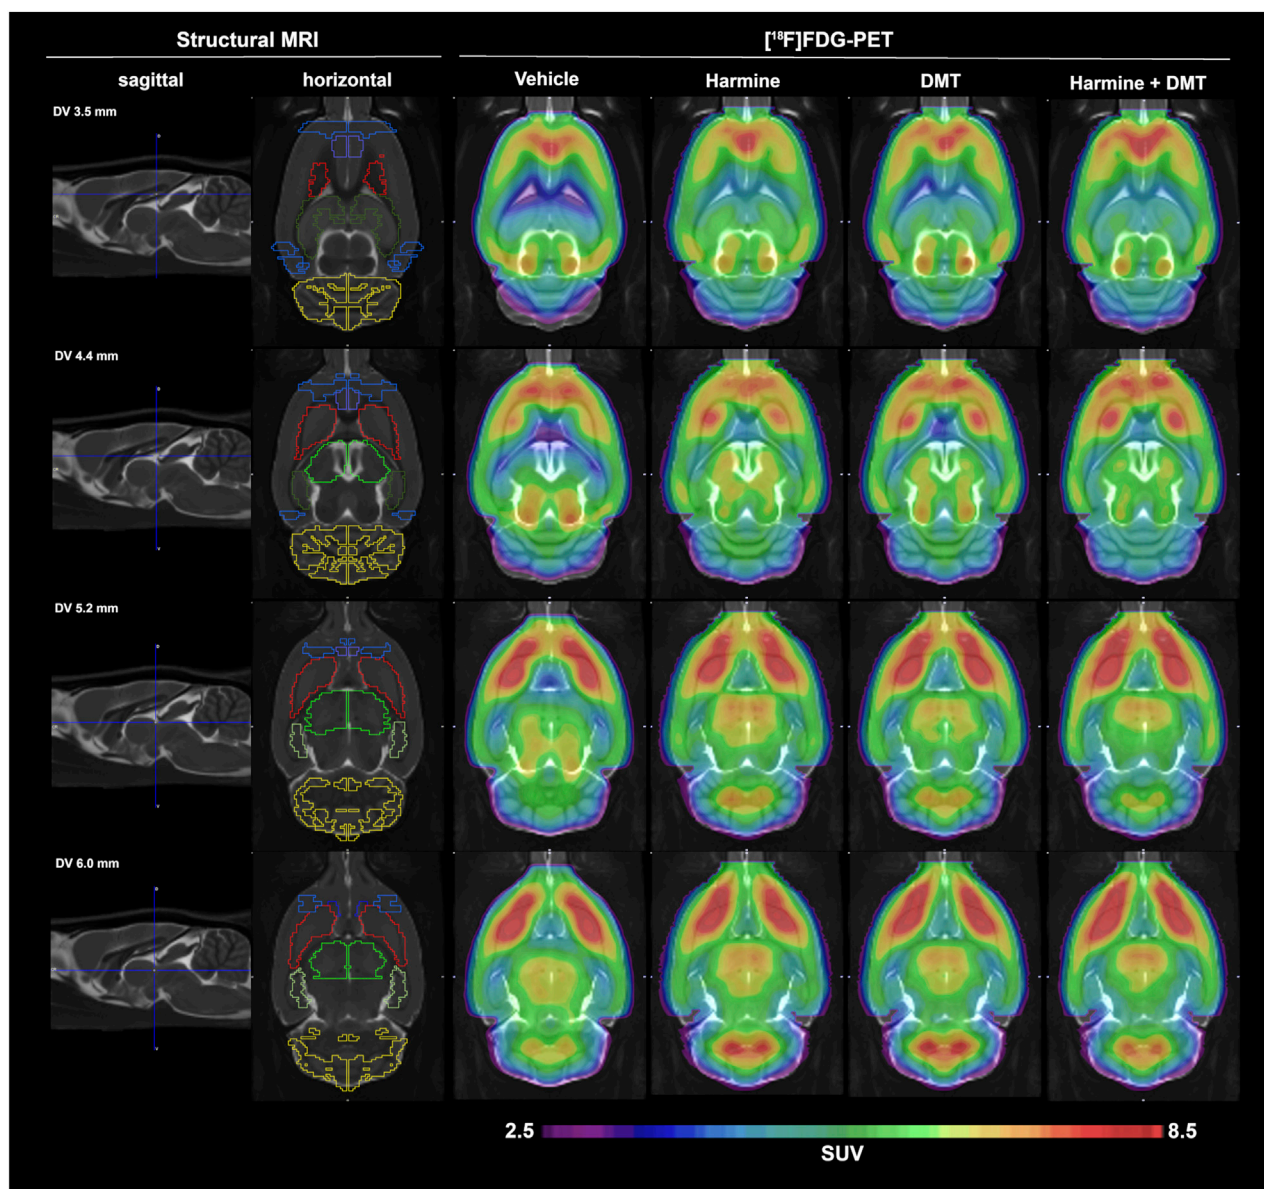 Structural MRI
[¹⁸F]FDG-PET
sagittal
horizontal
Vehicle
Harmine
DMT
Harmine + DMT
DV 3.5 mm
DV 4.4 mm
DV 5.2 mm
DV 6.0 mm
2.5
8.5
SUV